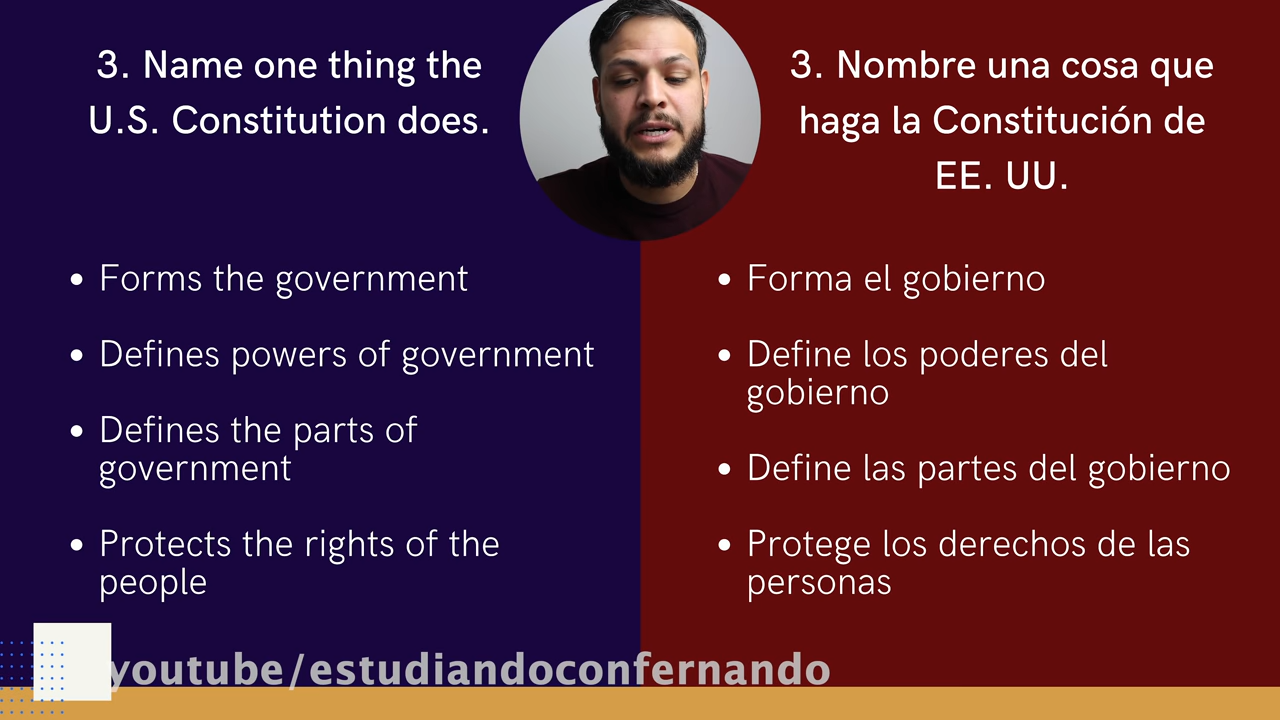 3. Name one thing the
U.S. Constitution does.
• Forms the government
• Defines powers of government
• Defines the parts of
government
• Protects the rights of the
people
3. Nombre una cosa que
haga la Constitución de
EE. UU.
• Forma el gobierno
• Define los poderes del
gobierno
• Define las partes del gobierno
• Protege los derechos de las
personas
youtube/estudiandoconfernando